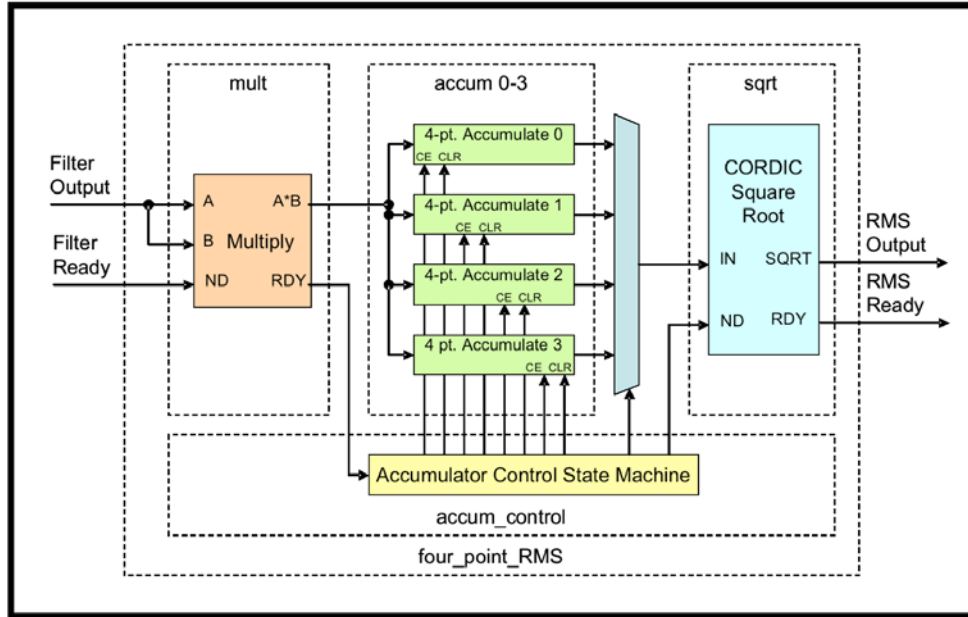 mult
accum 0-3
sqrt
Filter
Output
Filter
Ready
A
A*B
B
Multiply
ND
RDY
4-pt. Accumulate 0
CE CLR
4-pt. Accumulate 1
CE CLR
4-pt. Accumulate 2
CE CLR
4 pt. Accumulate 3
CE CLR
CORDIC
Square
Root
IN
SQRT
ND
RDY
RMS
Output
RMS
Ready
Accumulator Control State Machine
accum_control
four_point_RMS